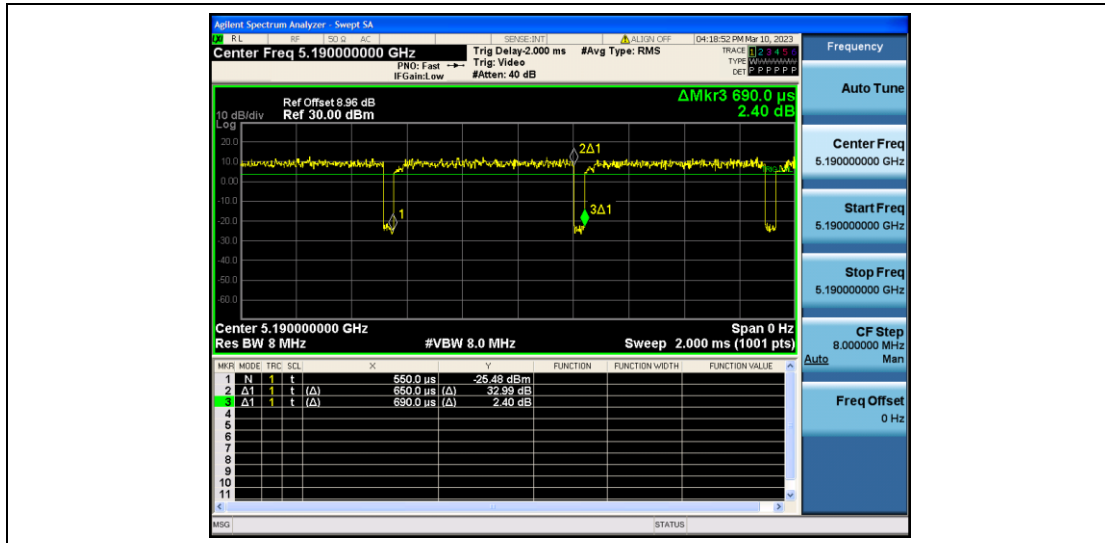 Agilent Spectrum Analyzer - Swept SA
RL RF 50 Ω AC SENSE:INT ALIGN OFF 04:18:52 PM Mar 10, 2023
Center Freq 5.190000000 GHz
PNO: Fast
IFGain:Low
Trig Delay-2.000 ms
Trig: Video
#Atten: 40 dB
#Avg Type: RMS
TRACE 1 2 3 4 5 6
TYPE
DET P P P P P P
ΔMkr3 690.0 µs
2.40 dB
Ref Offset 8.96 dB
10 dB/div Ref 30.00 dBm
Log
20.0
10.0
0.00
-10.0
-20.0
-30.0
-40.0
-50.0
-60.0
2Δ1
1
3Δ1
Center 5.190000000 GHz Span 0 Hz
Res BW 8 MHz #VBW 8.0 MHz Sweep 2.000 ms (1001 pts)
MKR MODE TRC SCL X Y FUNCTION FUNCTION WIDTH FUNCTION VALUE
1 N 1 t 550.0 µs -25.48 dBm
2 Δ1 1 t (Δ) 650.0 µs (Δ) 32.99 dB
3 Δ1 1 t (Δ) 690.0 µs (Δ) 2.40 dB
4
5
6
7
8
9
10
11
MSG STATUS
Frequency
Auto Tune
Center Freq
5.190000000 GHz
Start Freq
5.190000000 GHz
Stop Freq
5.190000000 GHz
CF Step
8.000000 MHz
Auto Man
Freq Offset
0 Hz